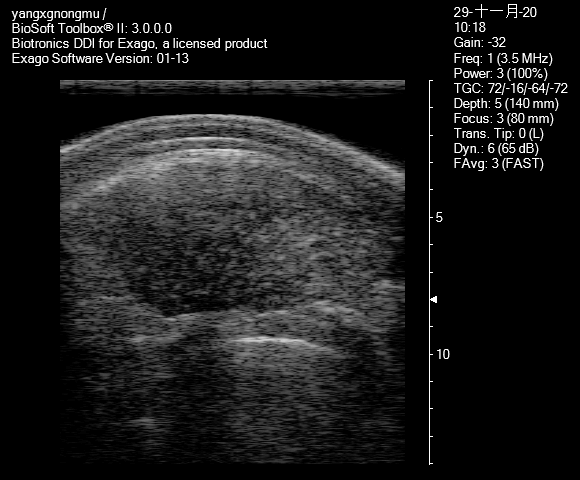 yangxgnongmu /
BioSoft Toolbox® II: 3.0.0.0
Biotronics DDI for Exago, a licensed product
Exago Software Version: 01-13
29-十一月-20
10:18
Gain: -32
Freq: 1 (3.5 MHz)
Power: 3 (100%)
TGC: 72/-16/-64/-72
Depth: 5 (140 mm)
Focus: 3 (80 mm)
Trans. Tip: 0 (L)
Dyn.: 6 (65 dB)
FAvg: 3 (FAST)
5
10